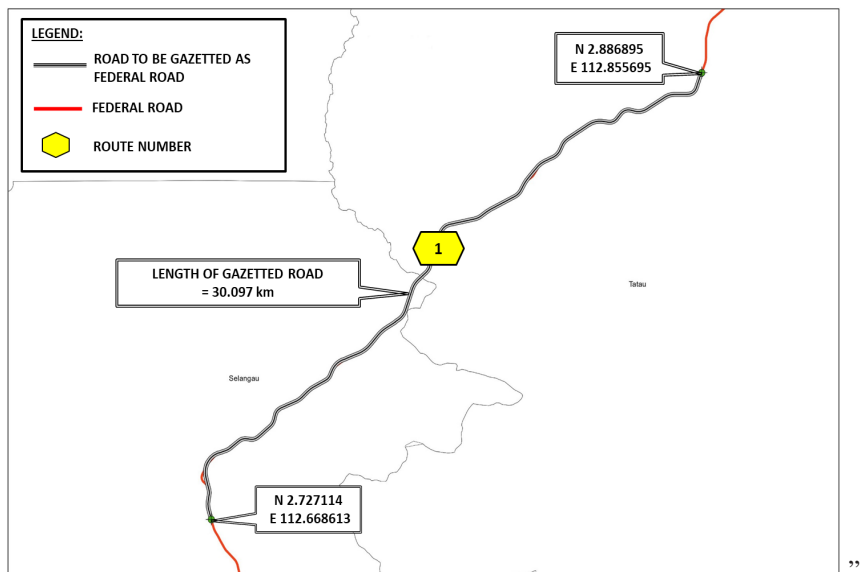 LEGEND:
ROAD TO BE GAZETTED AS
FEDERAL ROAD
FEDERAL ROAD
ROUTE NUMBER
N 2.886895
E 112.855695
1
LENGTH OF GAZETTED ROAD
= 30.097 km
Tatau
Selangau
N 2.727114
E 112.668613
”